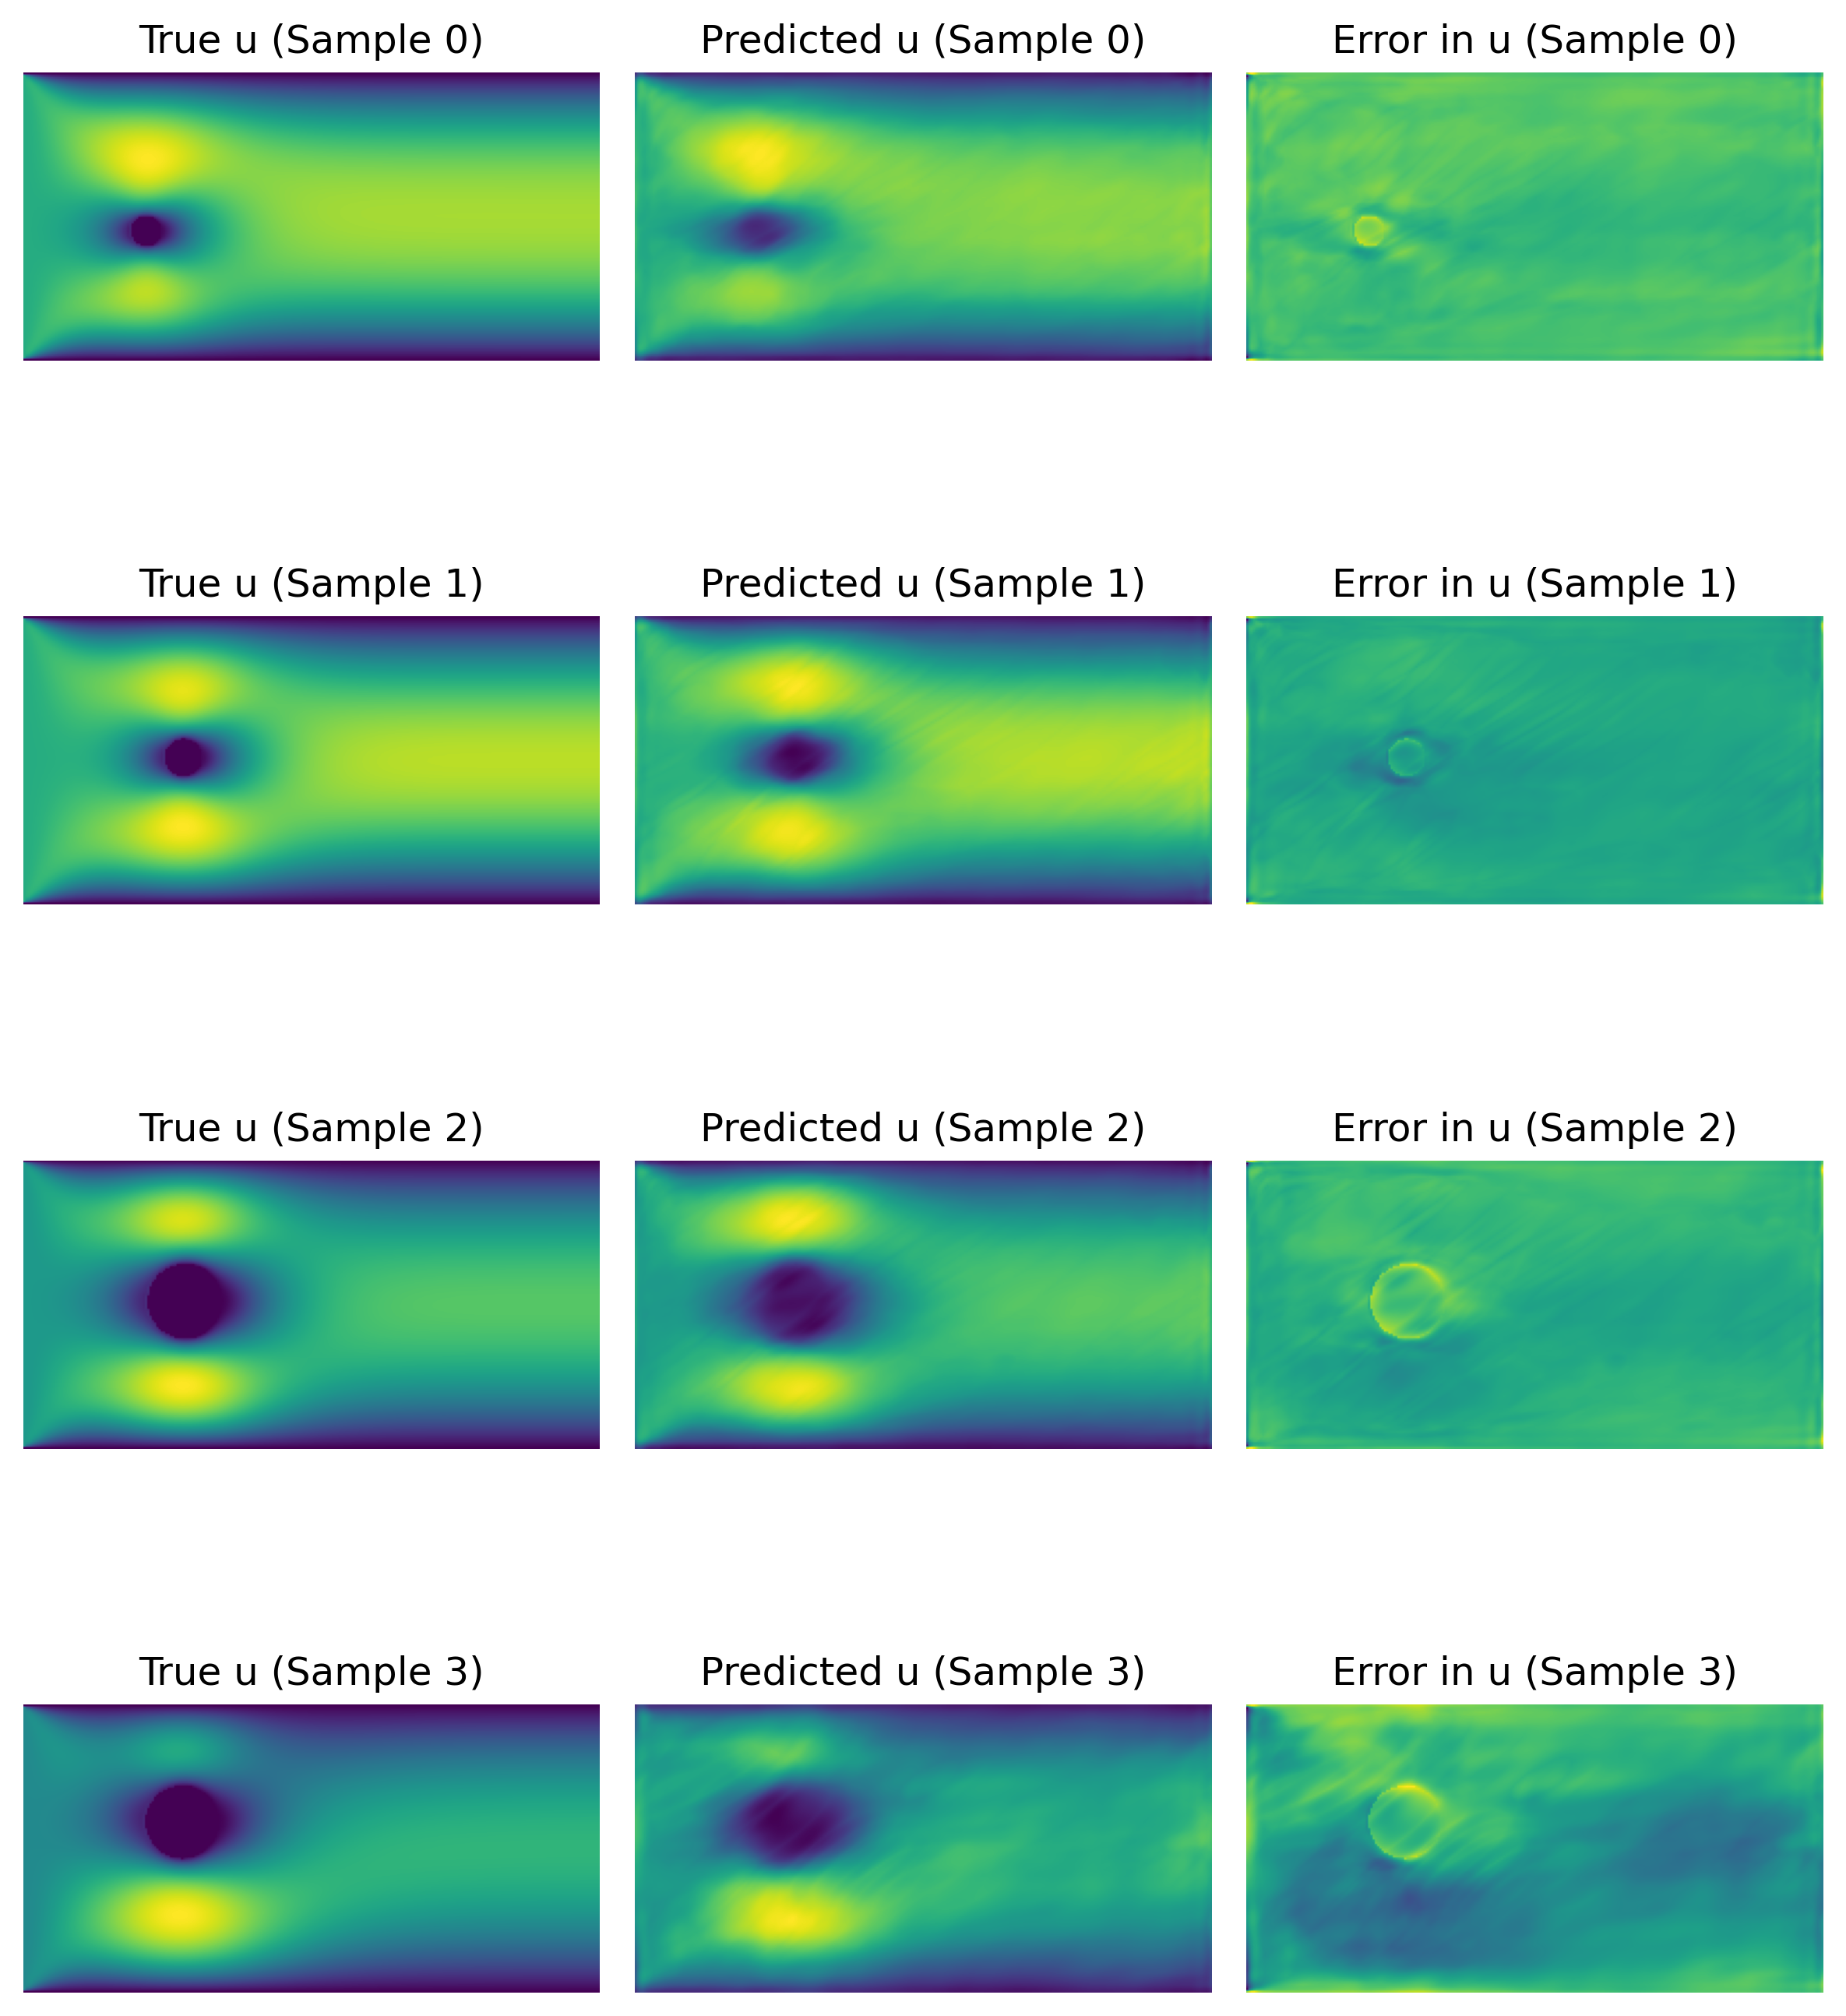 True u (Sample 0)
Predicted u (Sample 0)
Error in u (Sample 0)
True u (Sample 1)
Predicted u (Sample 1)
Error in u (Sample 1)
True u (Sample 2)
Predicted u (Sample 2)
Error in u (Sample 2)
True u (Sample 3)
Predicted u (Sample 3)
Error in u (Sample 3)